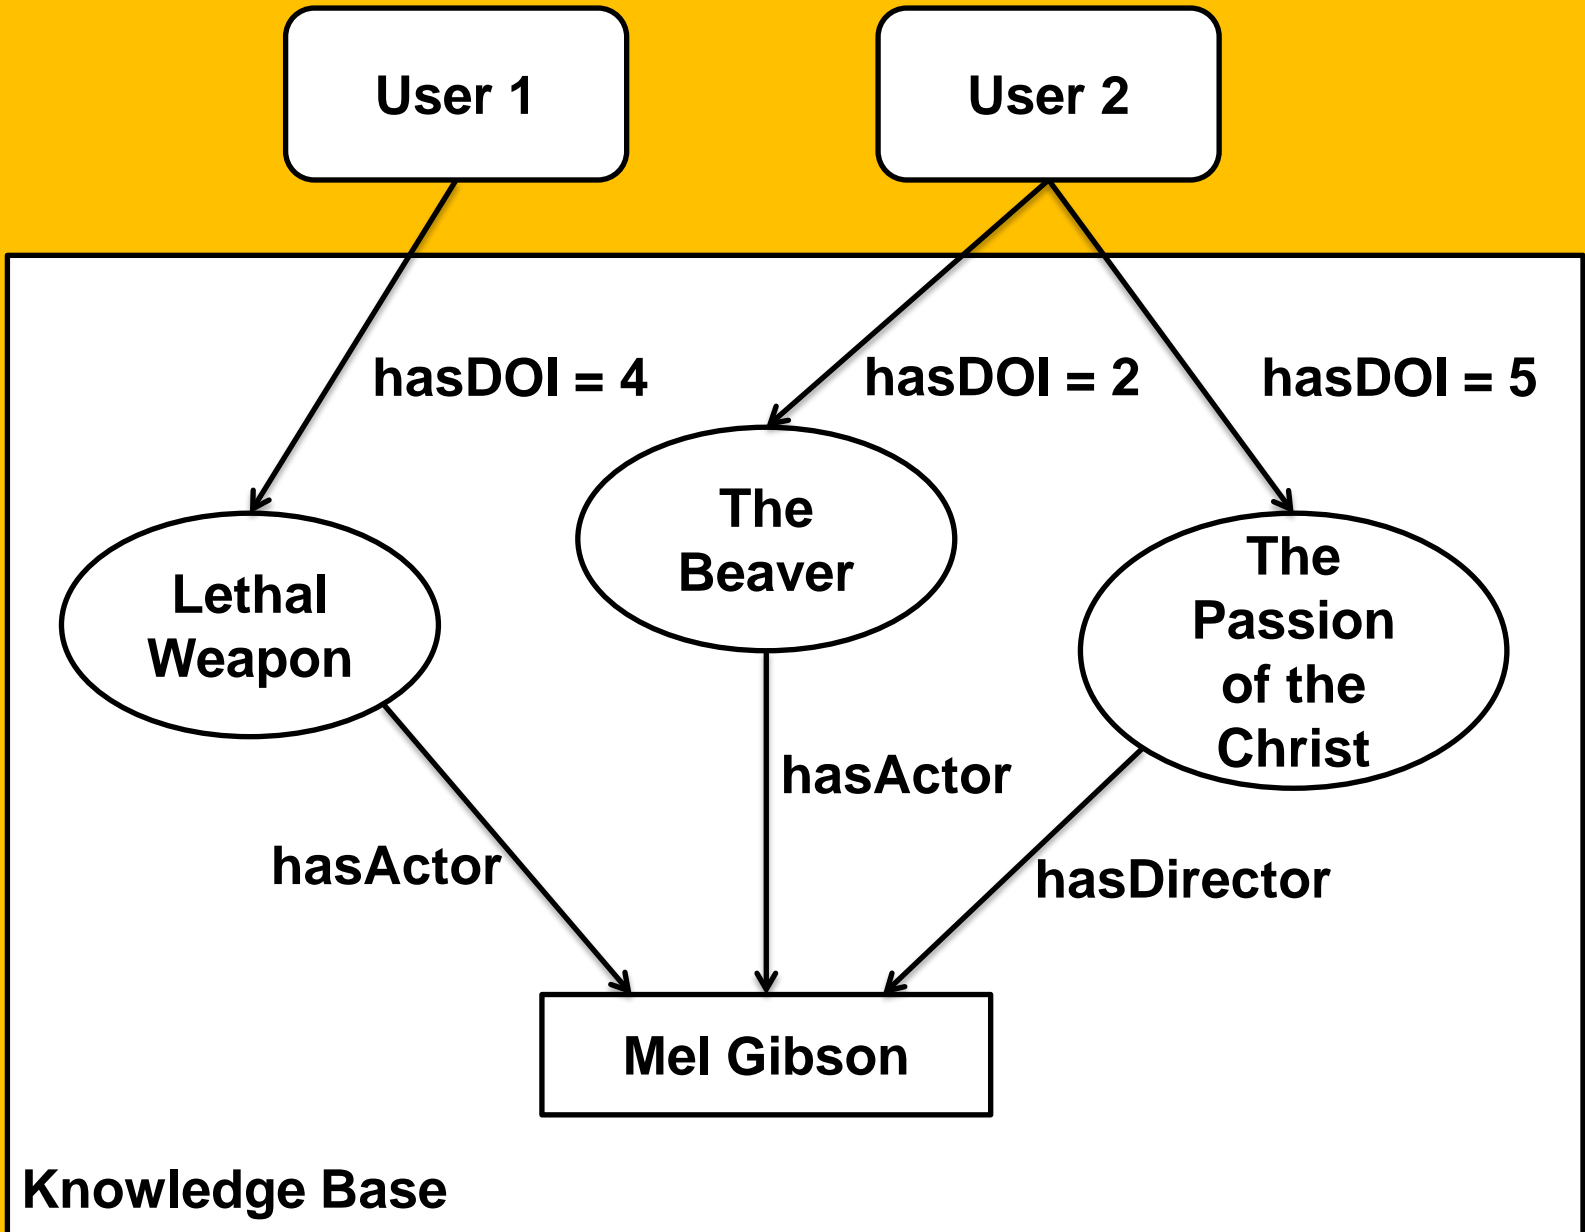 User 1
User 2
hasDOI = 4
hasDOI = 2
hasDOI = 5
Lethal
Weapon
The
Beaver
The
Passion
of the
Christ
hasActor
hasActor
hasDirector
Mel Gibson
Knowledge Base